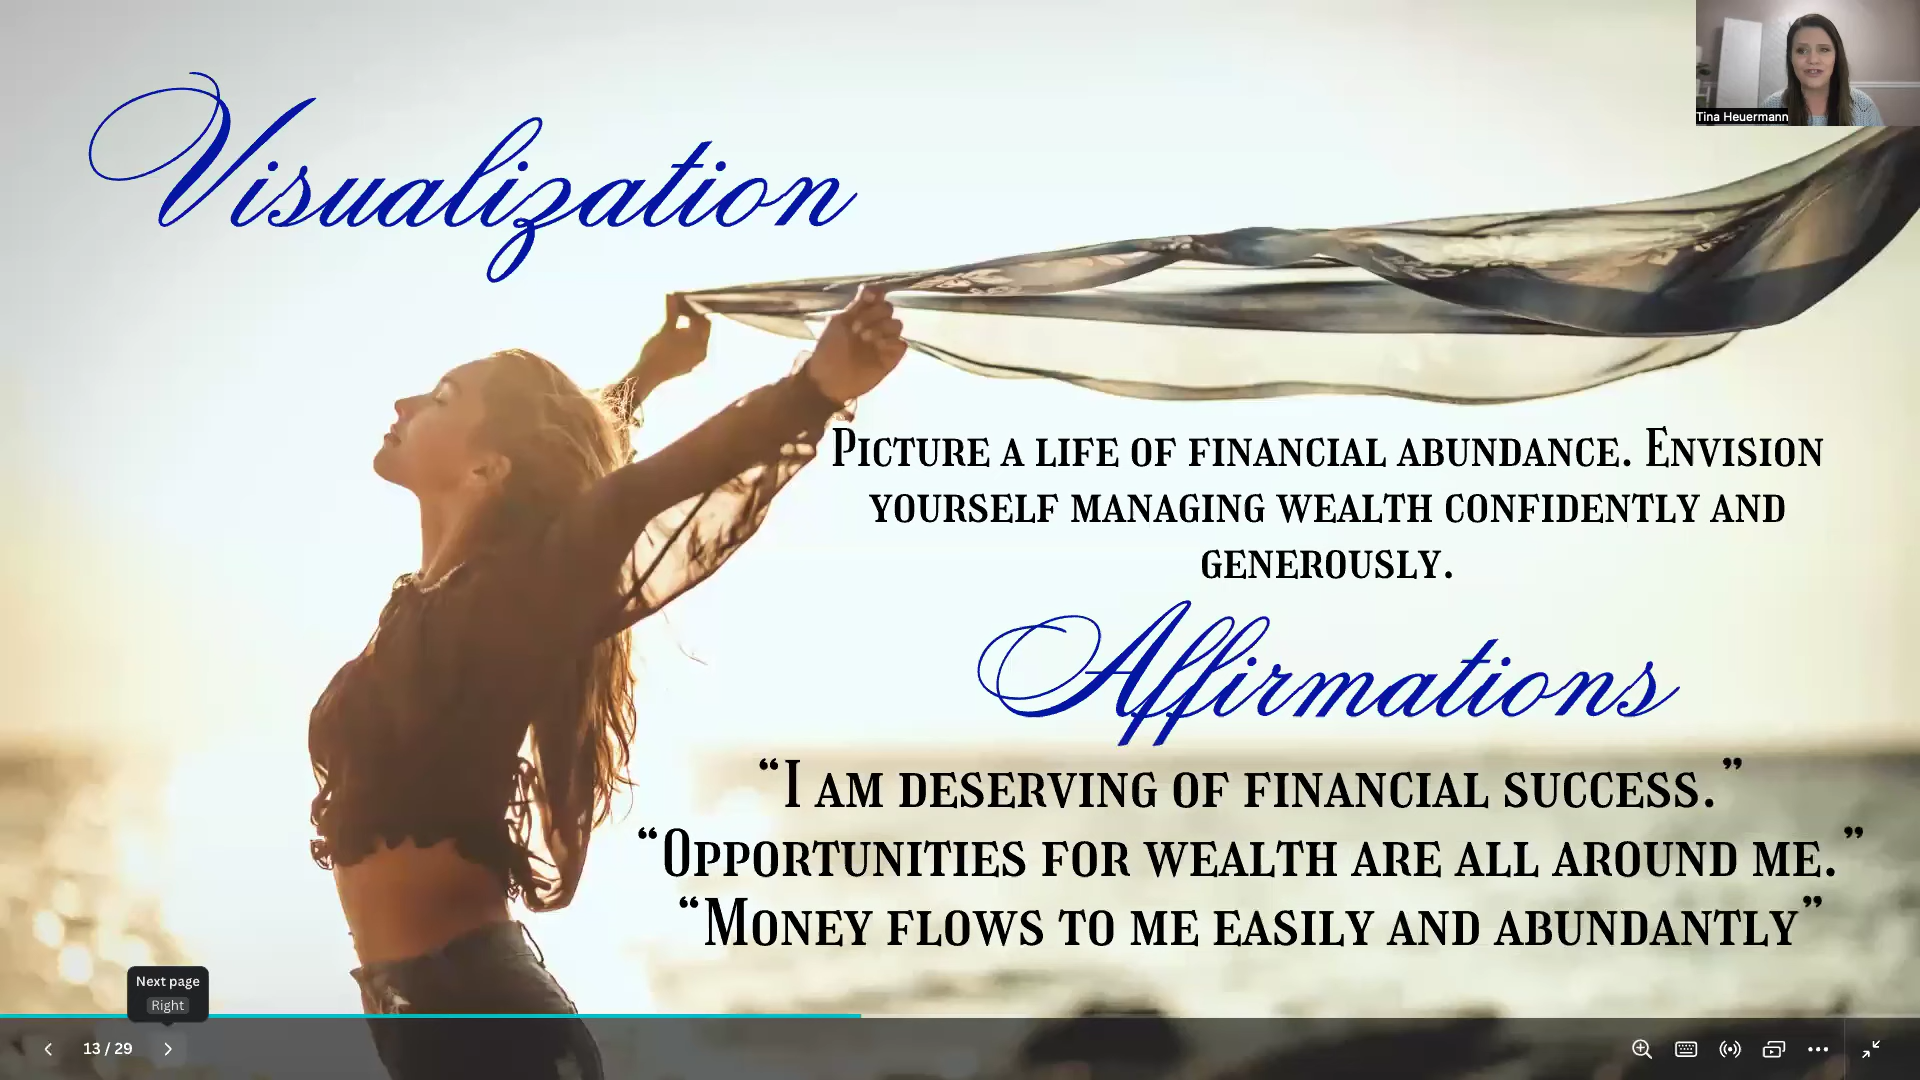 Tina Heuermann
Visualization
Picture a life of financial abundance. Envision
yourself managing wealth confidently and
generously.
Affirmations
“I am deserving of financial success.”
“Opportunities for wealth are all around me.”
“Money flows to me easily and abundantly”
Next page
Right
13 / 29